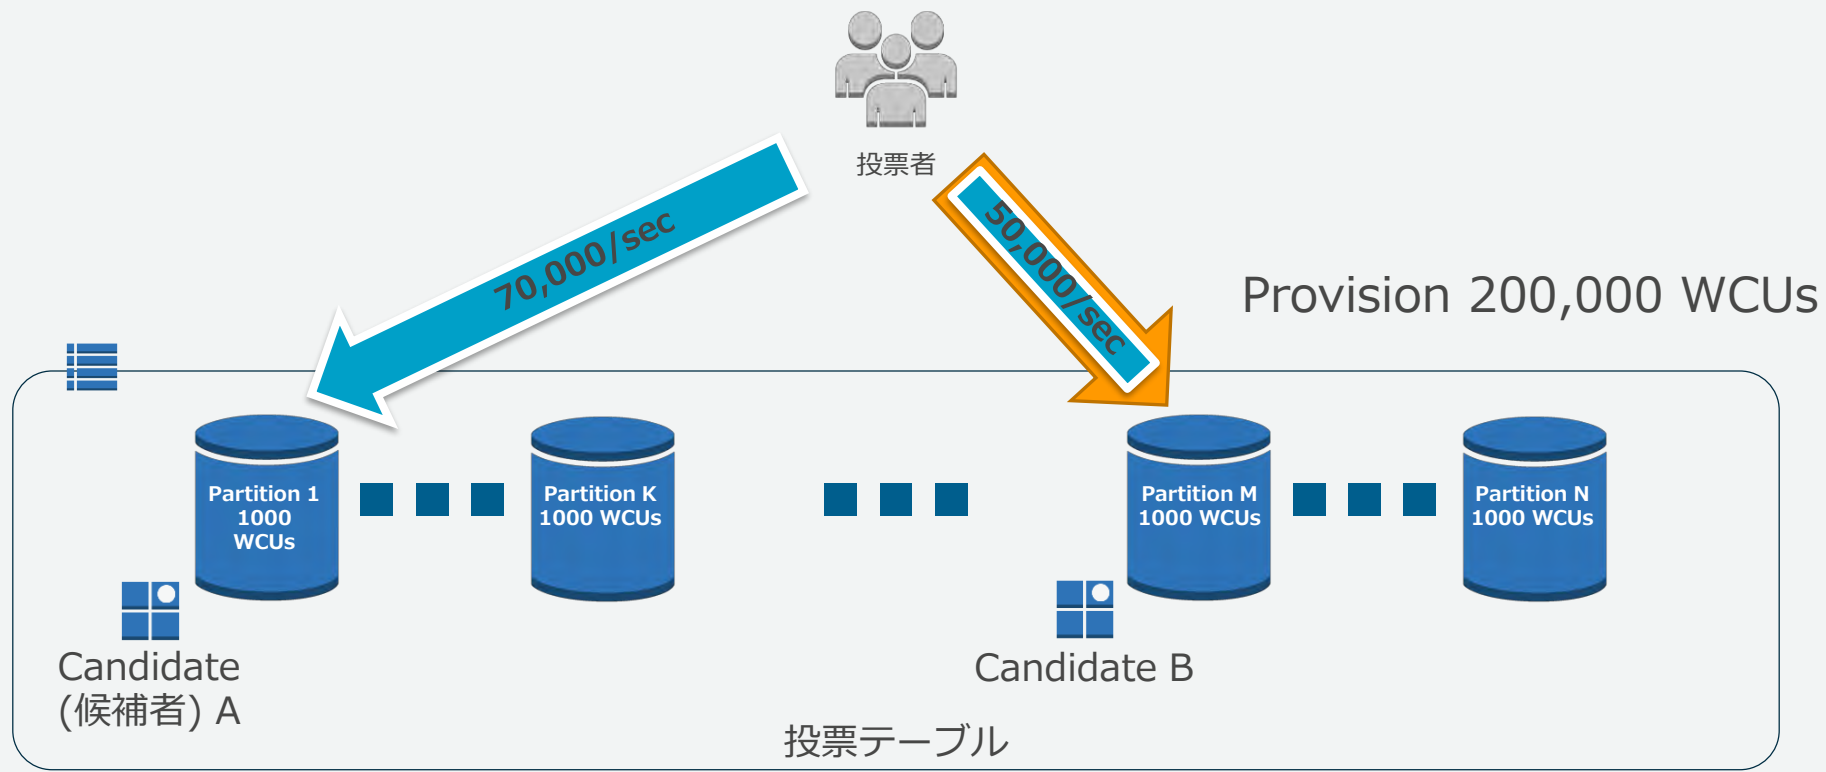 投票者
70,000/sec
50,000/sec
Provision 200,000 WCUs
Partition 1
1000
WCUs
Partition K
1000 WCUs
Partition M
1000 WCUs
Partition N
1000 WCUs
Candidate
(候補者) A
Candidate B
投票テーブル